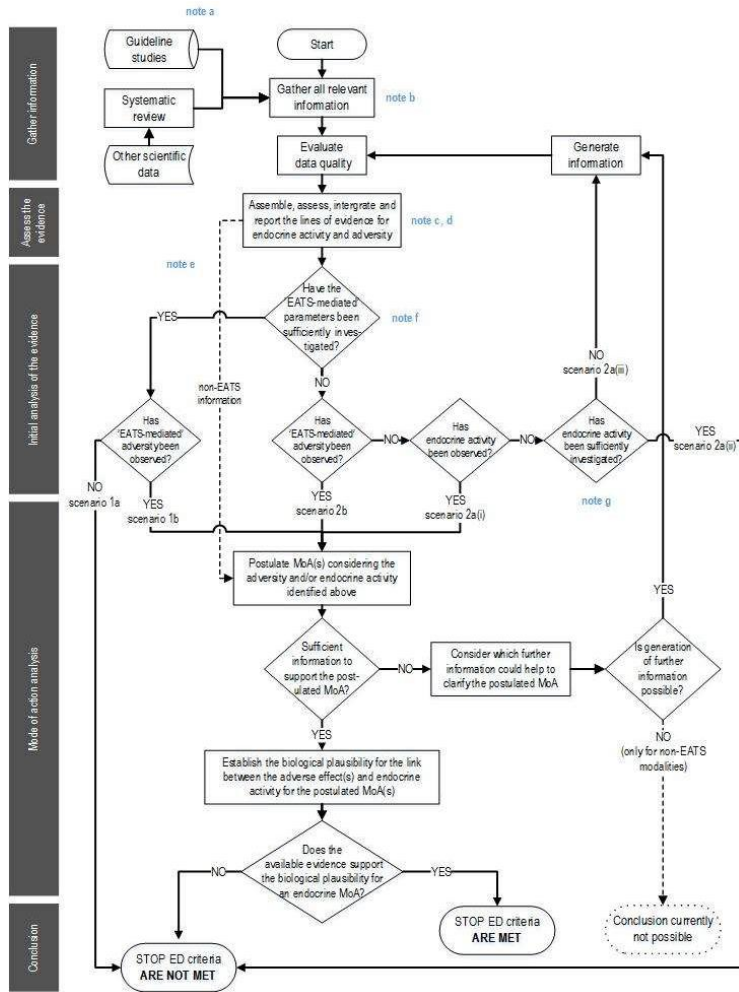 note a
Guideline
studies
Start
Gather all relevant
information
note b
Systematic
review
Other scientific
data
Evaluate
data quality
Generate
information
Gather information
Assemble, assess, intergrate and
report the lines of evidence for
endocrine activity and adversity
note c, d
Assess the
evidence
note e
Have the
'EATS-mediated'
parameters been
sufficiently inves-
tigated?
note f
YES
NO
non-EATS
information
NO
scenario 2a(iii)
Has
'EATS-mediated'
adversity been
observed?
Has
'EATS-mediated'
adversity been
observed?
NO
Has
endocrine activity
been observed?
NO
Has
endocrine activity
been sufficiently
investigated?
YES
scenario 2a(ii)
note g
Initial analysis of the evidence
NO
scenario 1a
YES
scenario 1b
YES
scenario 2b
YES
scenario 2a(i)
Postulate MoA(s) considering the
adversity and/or endocrine activity
identified above
YES
Sufficient
information to
support the post-
ulated MoA?
NO
Consider which further
information could help to
clarify the postulated MoA
Is generation
of further
information
possible?
Mode of action analysis
YES
NO
(only for non-EATS
modalities)
Establish the biological plausibility for the link
between the adverse effect(s) and endocrine
activity for the postulated MoA(s)
Does the
available evidence support
the biological plausibility for
an endocrine MoA?
NO
YES
STOP ED criteria
ARE MET
Conclusion currently
not possible
STOP ED criteria
ARE NOT MET
Conclusion